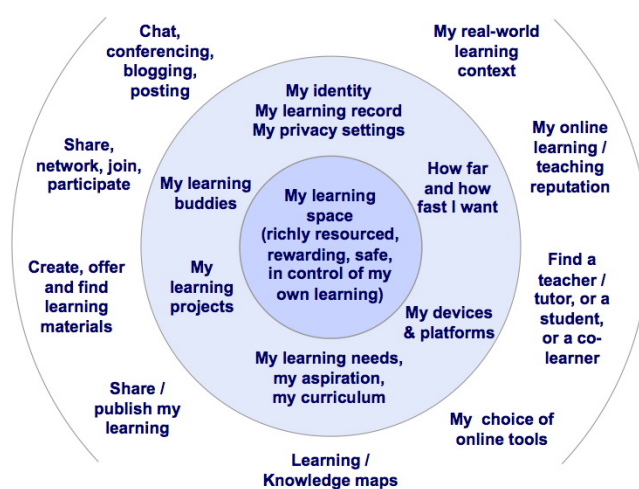 Chat,
conferencing,
blogging,
posting
My real-world
learning
context
My identity
My learning record
My privacy settings
Share,
network, join,
participate
My online
learning /
teaching
reputation
My learning
buddies
How far
and how
fast I want
My learning
space
(richly resourced,
rewarding, safe,
in control of my
own learning)
Create, offer
and find
learning
materials
My
learning
projects
My devices
& platforms
Find a
teacher /
tutor, or a
student,
or a co-
learner
My learning needs,
my aspiration,
my curriculum
Share /
publish my
learning
My choice of
online tools
Learning /
Knowledge maps